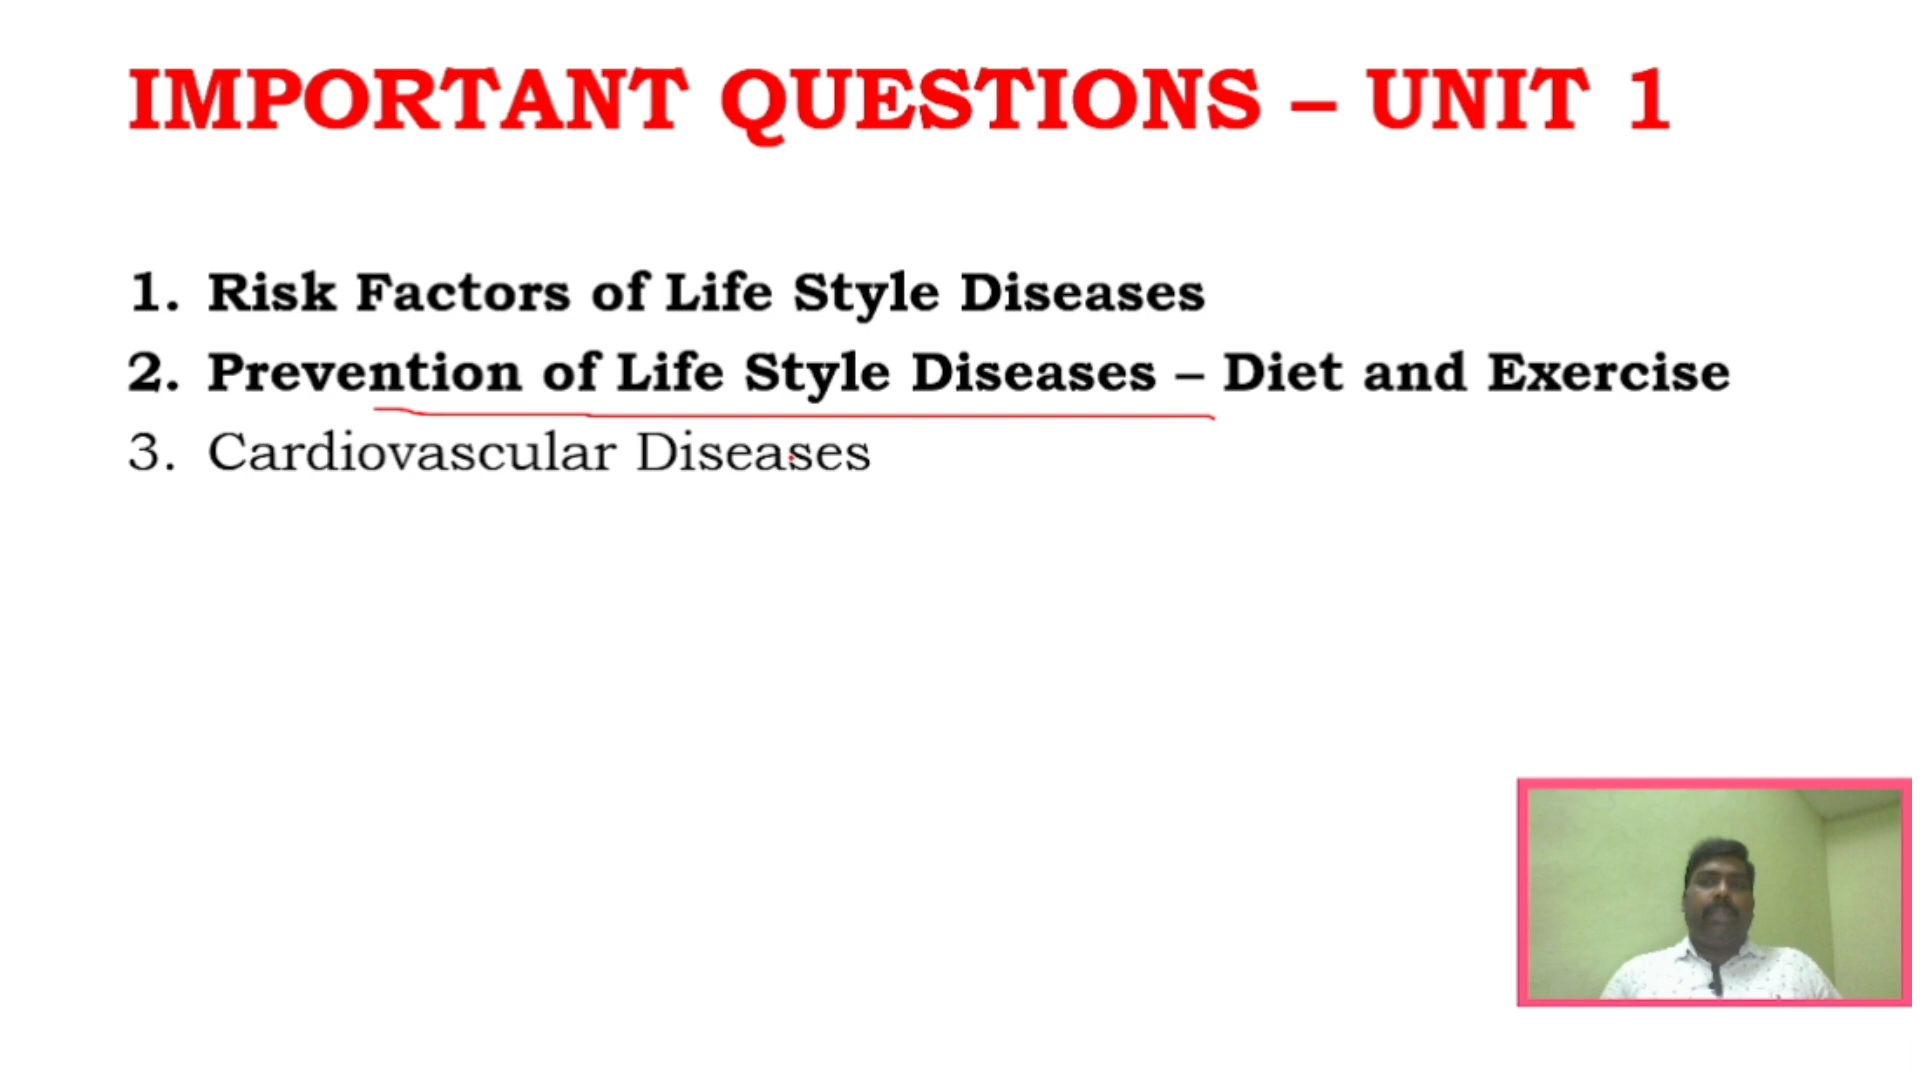 IMPORTANT QUESTIONS – UNIT 1
1. Risk Factors of Life Style Diseases
2. Prevention of Life Style Diseases – Diet and Exercise
3. Cardiovascular Diseases